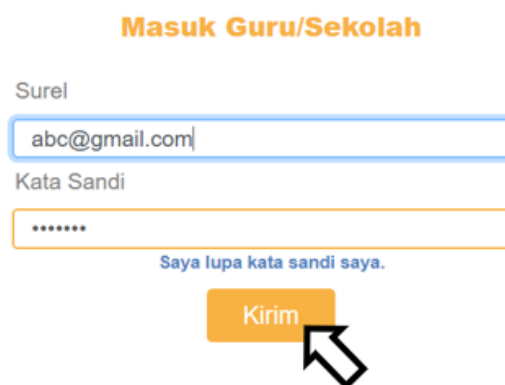 Masuk Guru/Sekolah
Surel
abc@gmail.com
Kata Sandi
•••••••
Saya lupa kata sandi saya.
Kirim